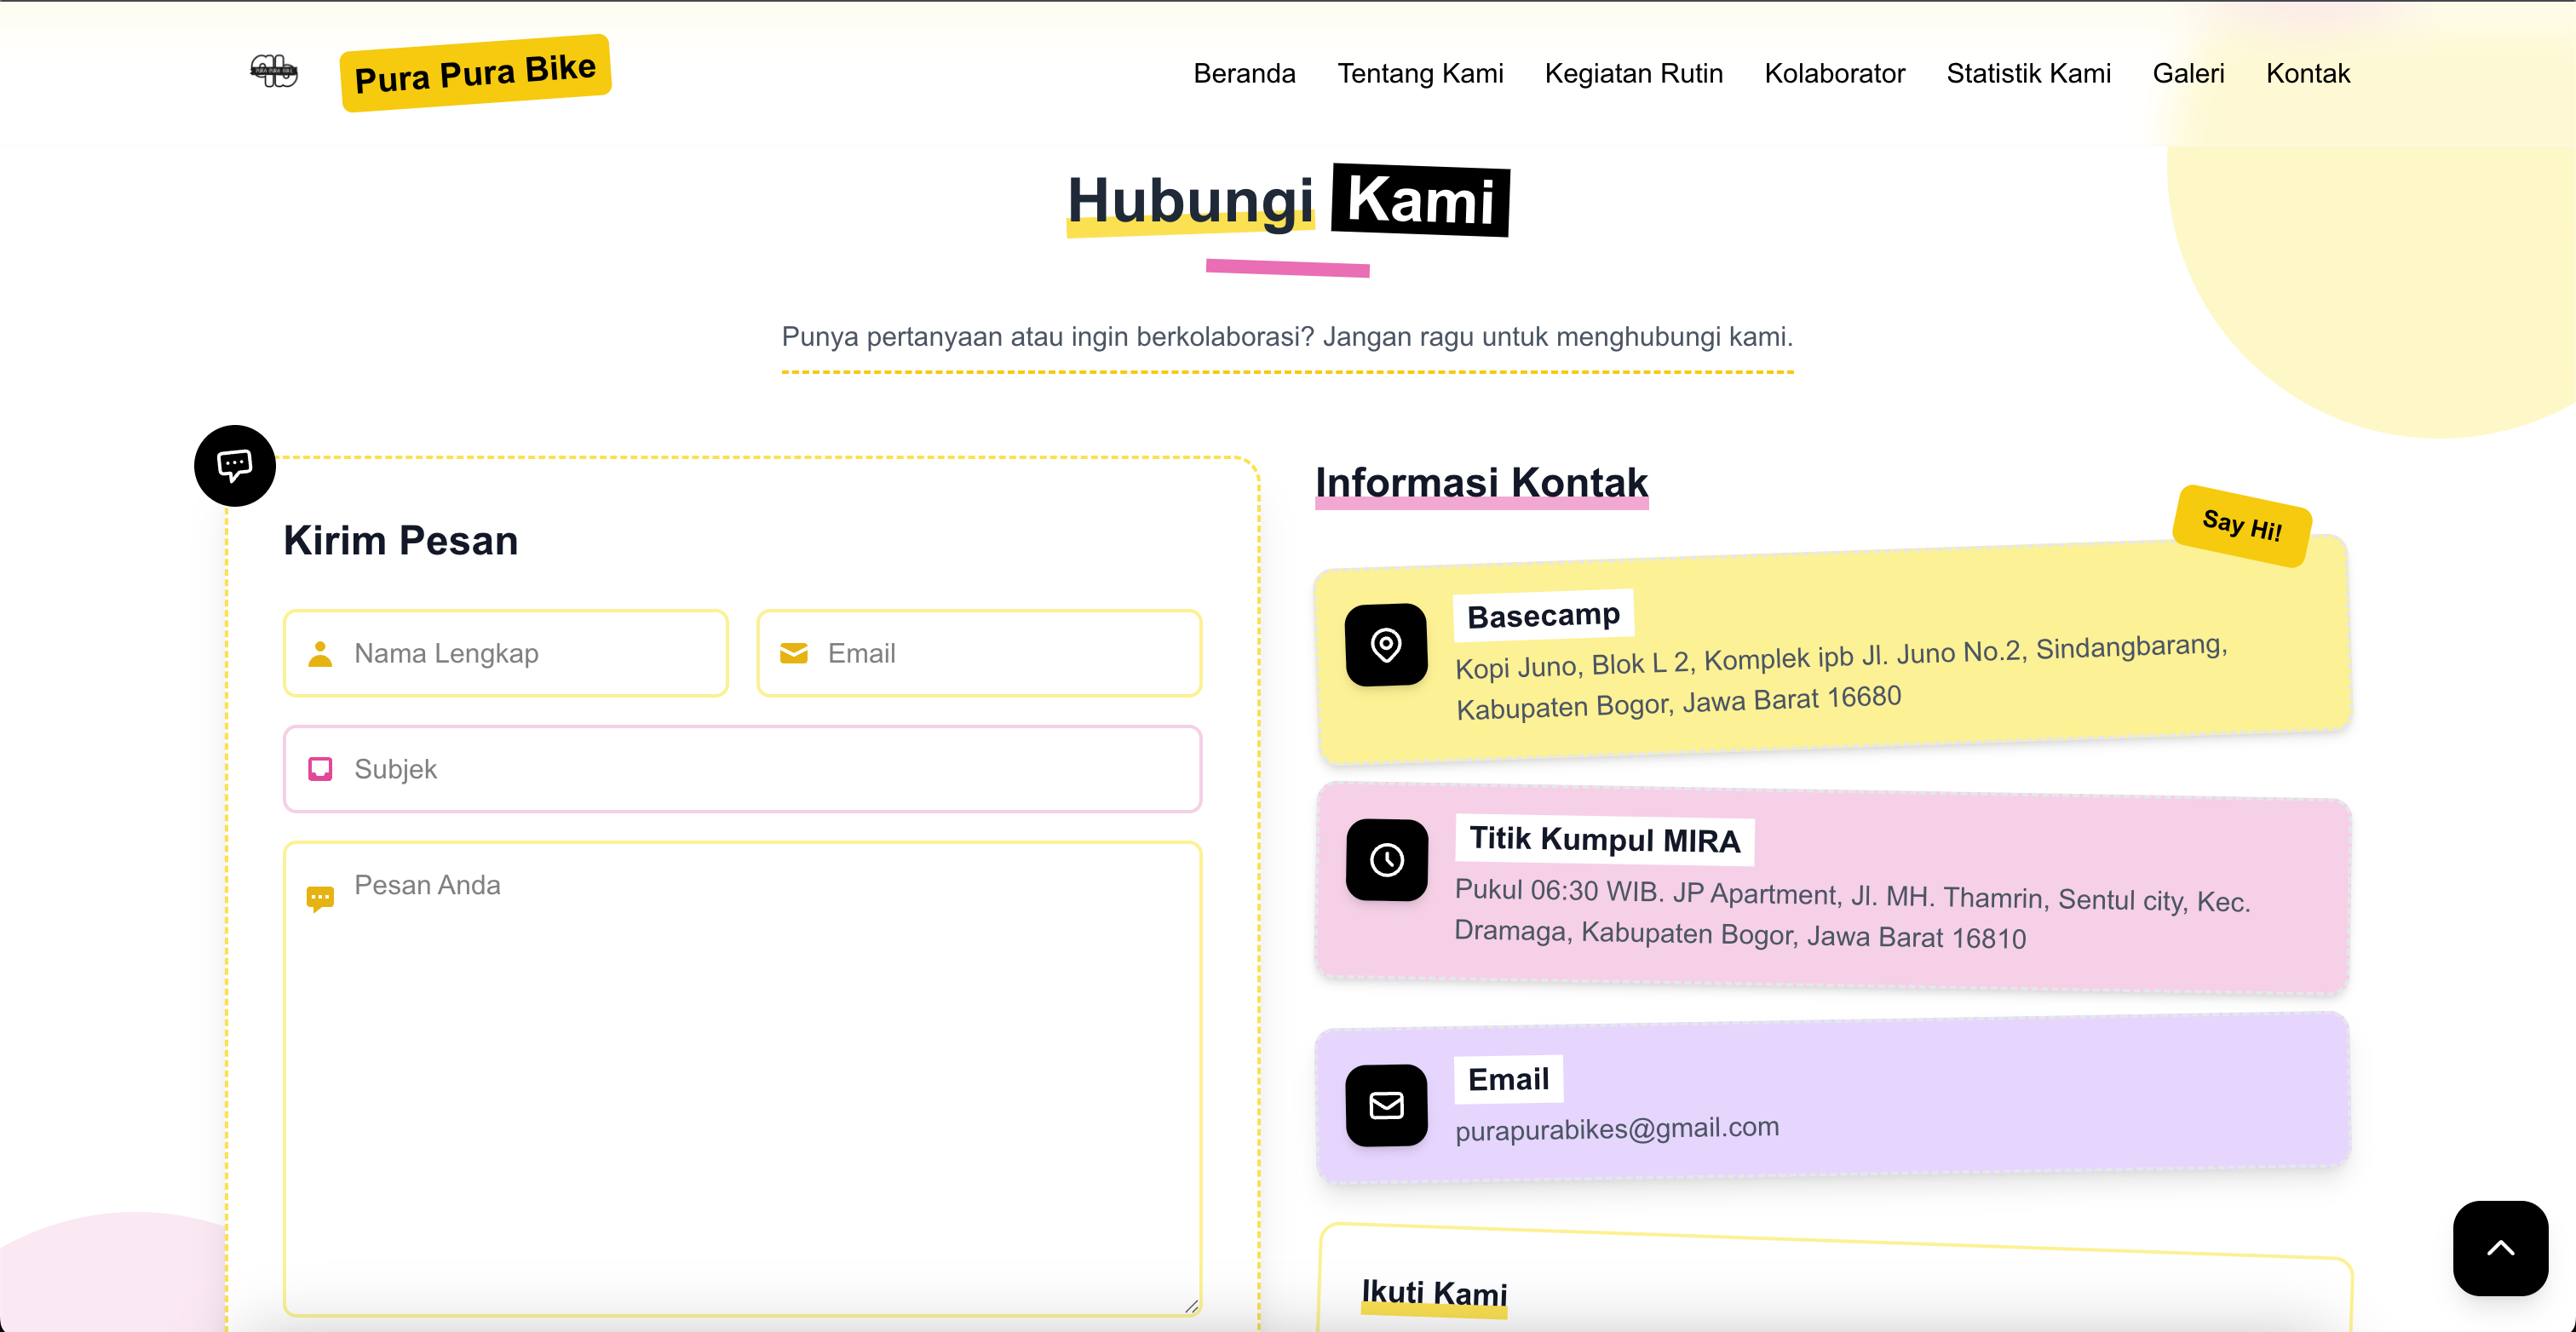 PURA PURA BIKE
Pura Pura Bike
Beranda
Tentang Kami
Kegiatan Rutin
Kolaborator
Statistik Kami
Galeri
Kontak
Hubungi Kami
Punya pertanyaan atau ingin berkolaborasi? Jangan ragu untuk menghubungi kami.
Kirim Pesan
Nama Lengkap
Email
Subjek
Pesan Anda
Informasi Kontak
Say Hi!
Basecamp
Kopi Juno, Blok L 2, Komplek ipb Jl. Juno No.2, Sindangbarang,
Kabupaten Bogor, Jawa Barat 16680
Titik Kumpul MIRA
Pukul 06:30 WIB. JP Apartment, Jl. MH. Thamrin, Sentul city, Kec.
Dramaga, Kabupaten Bogor, Jawa Barat 16810
Email
purapurabikes@gmail.com
Ikuti Kami